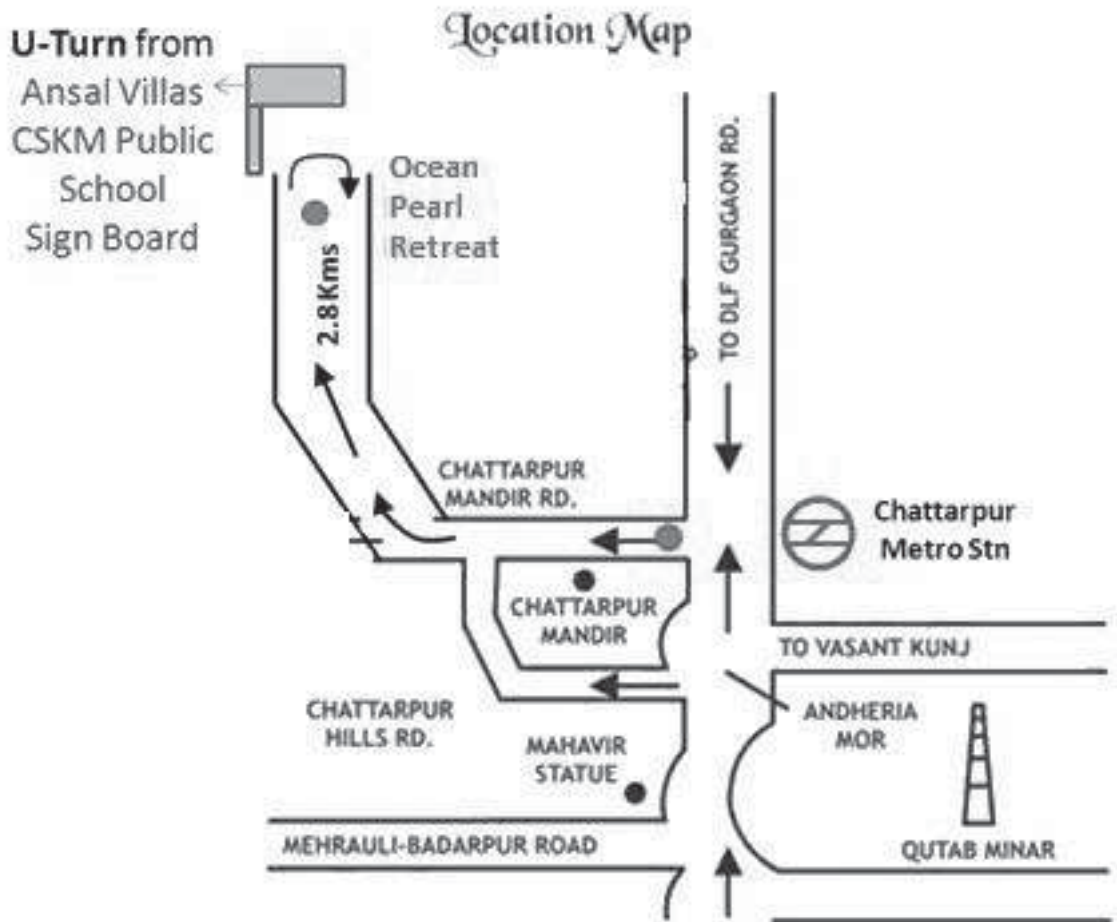 Location Map
U-Turn from
Ansal Villas
CSKM Public
School
Sign Board
Ocean
Pearl
Retreat
2.8 Kms
TO DLF GURGAON RD.
CHATTARPUR
MANDIR RD.
Chattarpur
Metro Stn
CHATTARPUR
MANDIR
TO VASANT KUNJ
CHATTARPUR
HILLS RD.
ANDHERIA
MOR
MAHAVIR
STATUE
MEHRAULI-BADARPUR ROAD
QUTAB MINAR